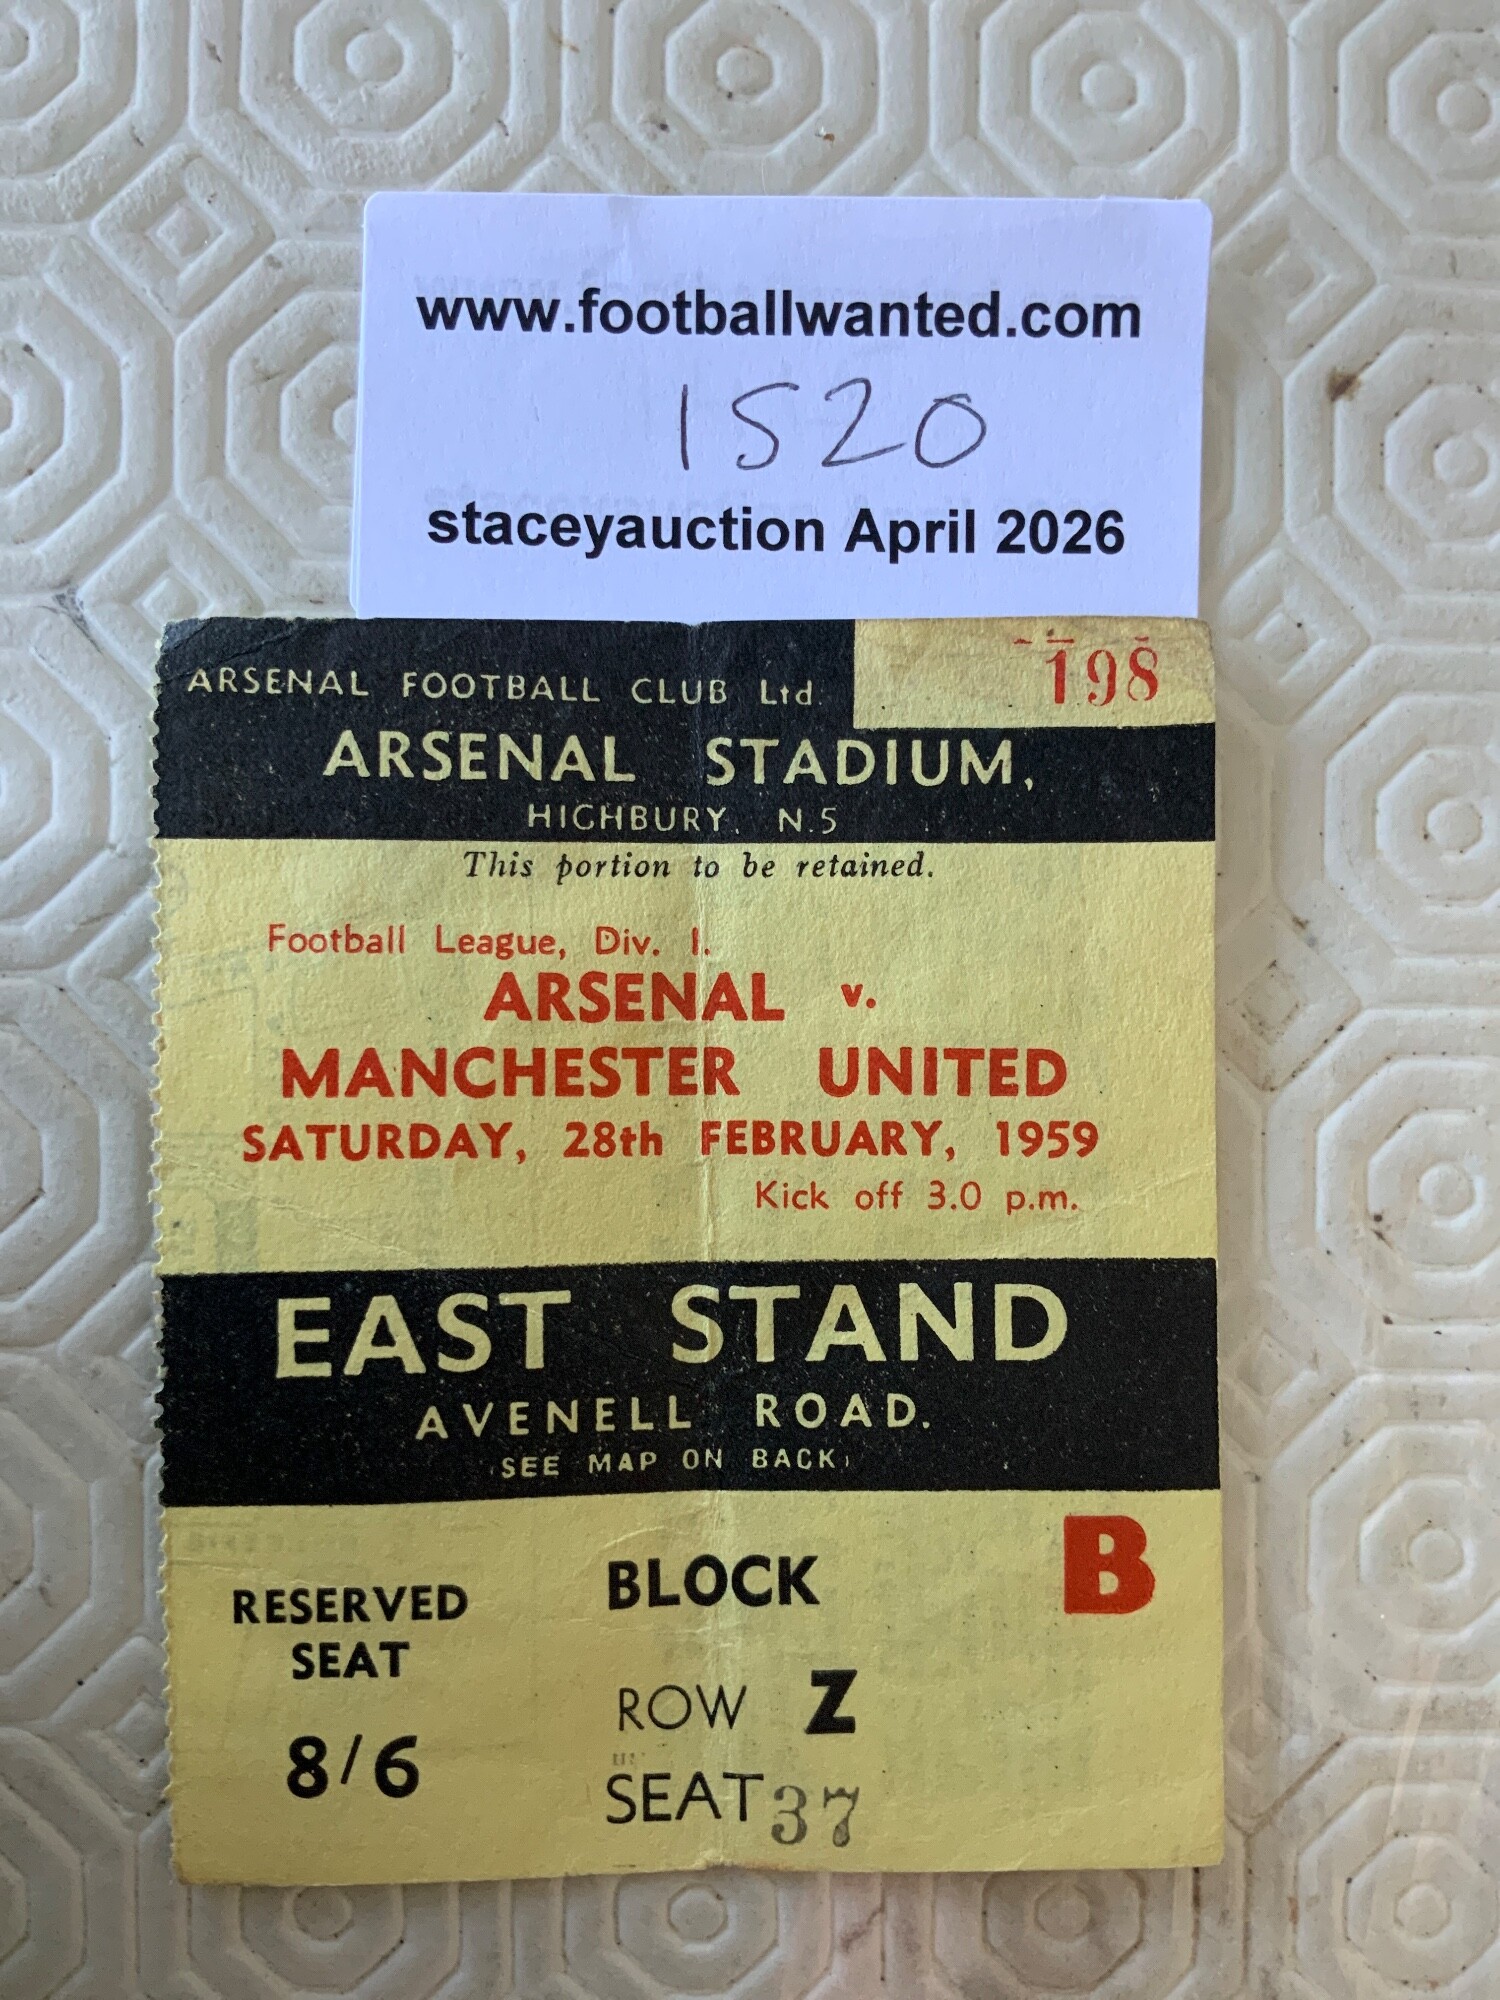 www.footballwanted.com
1520
staceyauction April 2026
ARSENAL FOOTBALL CLUB Ltd.
198
ARSENAL STADIUM,
HIGHBURY, N.5
This portion to be retained.
Football League, Div. 1.
ARSENAL v.
MANCHESTER UNITED
SATURDAY, 28th FEBRUARY, 1959
Kick off 3.0 p.m.
EAST STAND
AVENELL ROAD.
(SEE MAP ON BACK)
RESERVED SEAT
8/6
BLOCK B
ROW Z
SEAT 37